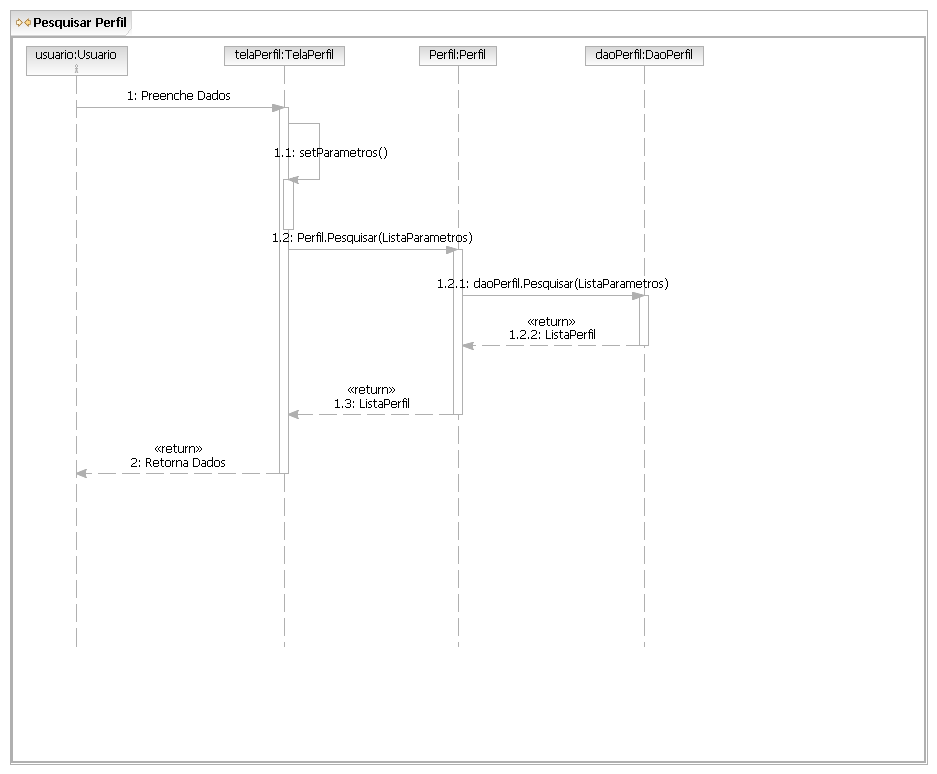 Pesquisar Perfil
usuario:Usuario
telaPerfil:TelaPerfil
Perfil:Perfil
daoPerfil:DaoPerfil
1: Preenche Dados
1.1: setParametros()
1.2: Perfil.Pesquisar(ListaParametros)
1.2.1: daoPerfil.Pesquisar(ListaParametros)
«return»
1.2.2: ListaPerfil
«return»
1.3: ListaPerfil
«return»
2: Retorna Dados